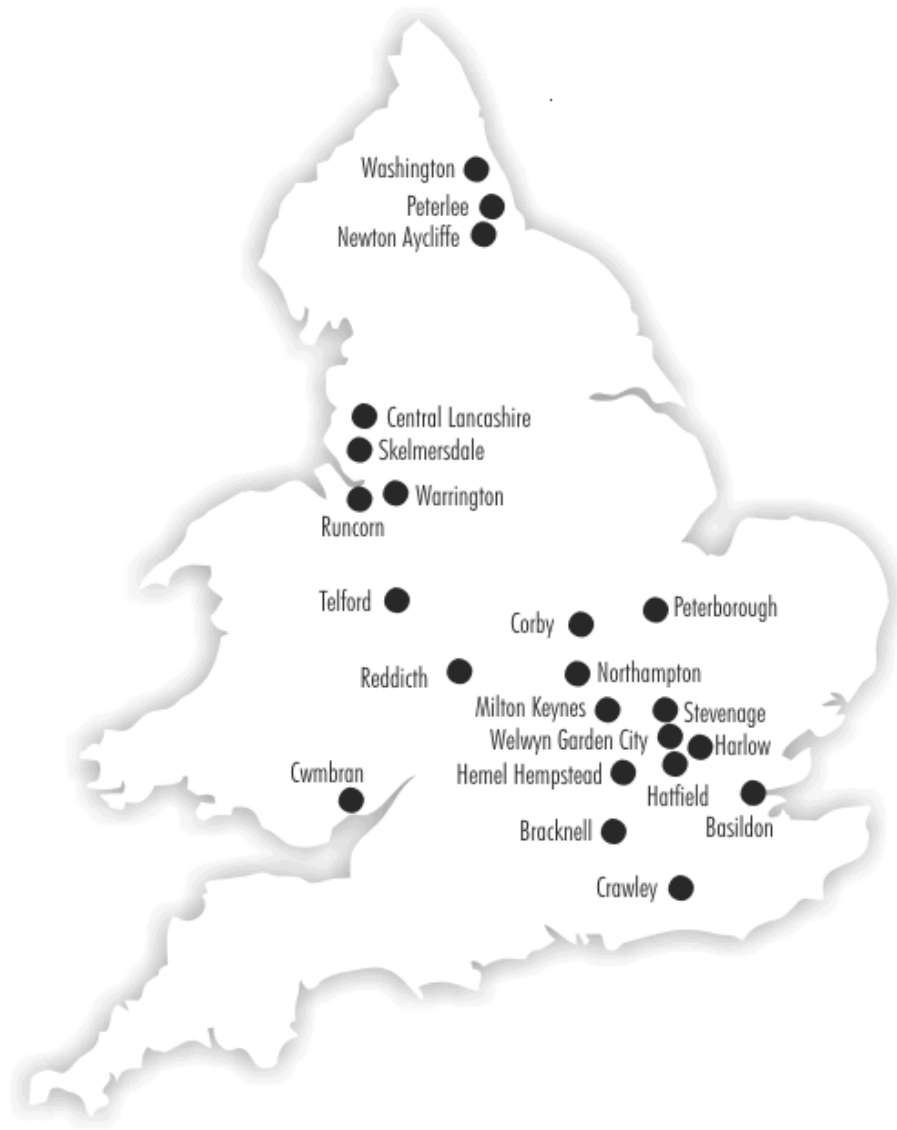 Washington
Peterlee
Newton Aycliffe
Central Lancashire
Skelmersdale
Warrington
Runcorn
Telford
Peterborough
Corby
Reddicth
Northampton
Milton Keynes
Stevenage
Welwyn Garden City
Harlow
Cwmbran
Hemel Hempstead
Hatfield
Basildon
Bracknell
Crawley